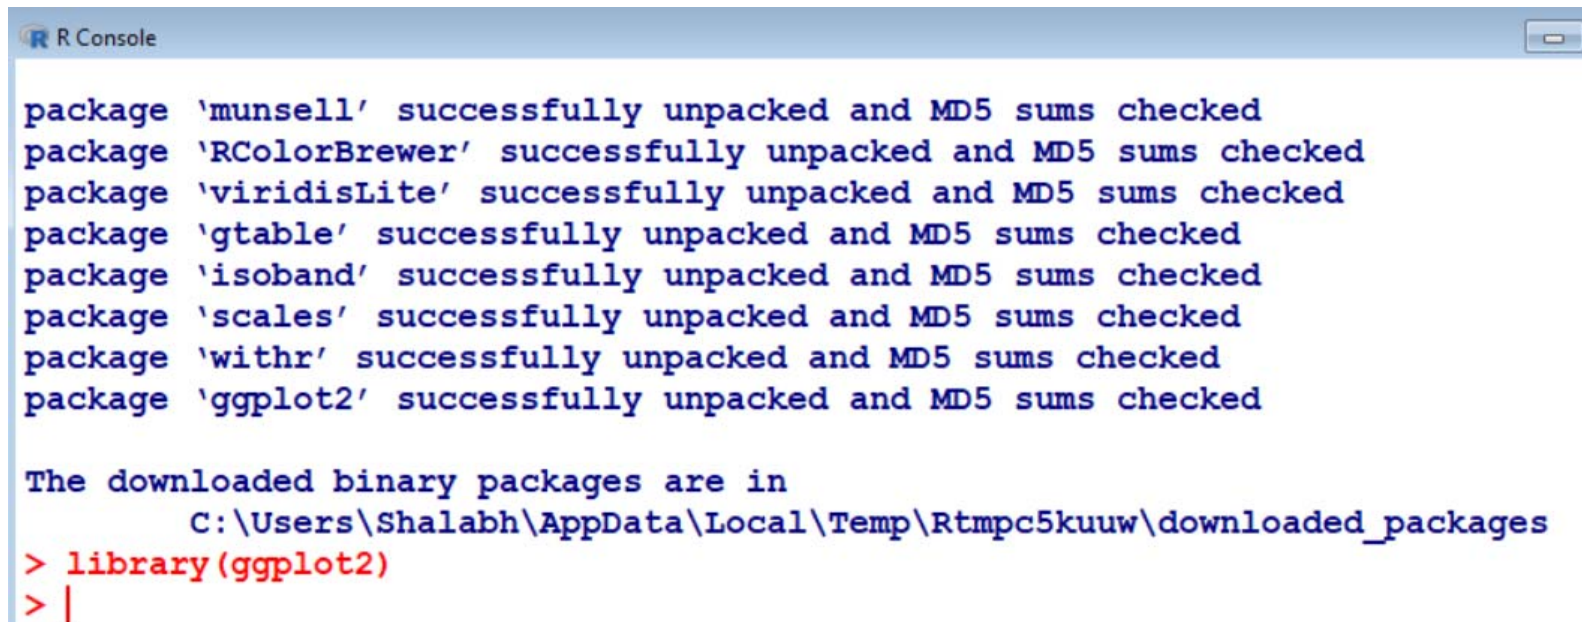 R Console
package ‘munsell’ successfully unpacked and MD5 sums checked
package ‘RColorBrewer’ successfully unpacked and MD5 sums checked
package ‘viridisLite’ successfully unpacked and MD5 sums checked
package ‘gtable’ successfully unpacked and MD5 sums checked
package ‘isoband’ successfully unpacked and MD5 sums checked
package ‘scales’ successfully unpacked and MD5 sums checked
package ‘withr’ successfully unpacked and MD5 sums checked
package ‘ggplot2’ successfully unpacked and MD5 sums checked
The downloaded binary packages are in
C:\Users\Shalabh\AppData\Local\Temp\Rtmpc5kuuw\downloaded_packages
> library(ggplot2)
>